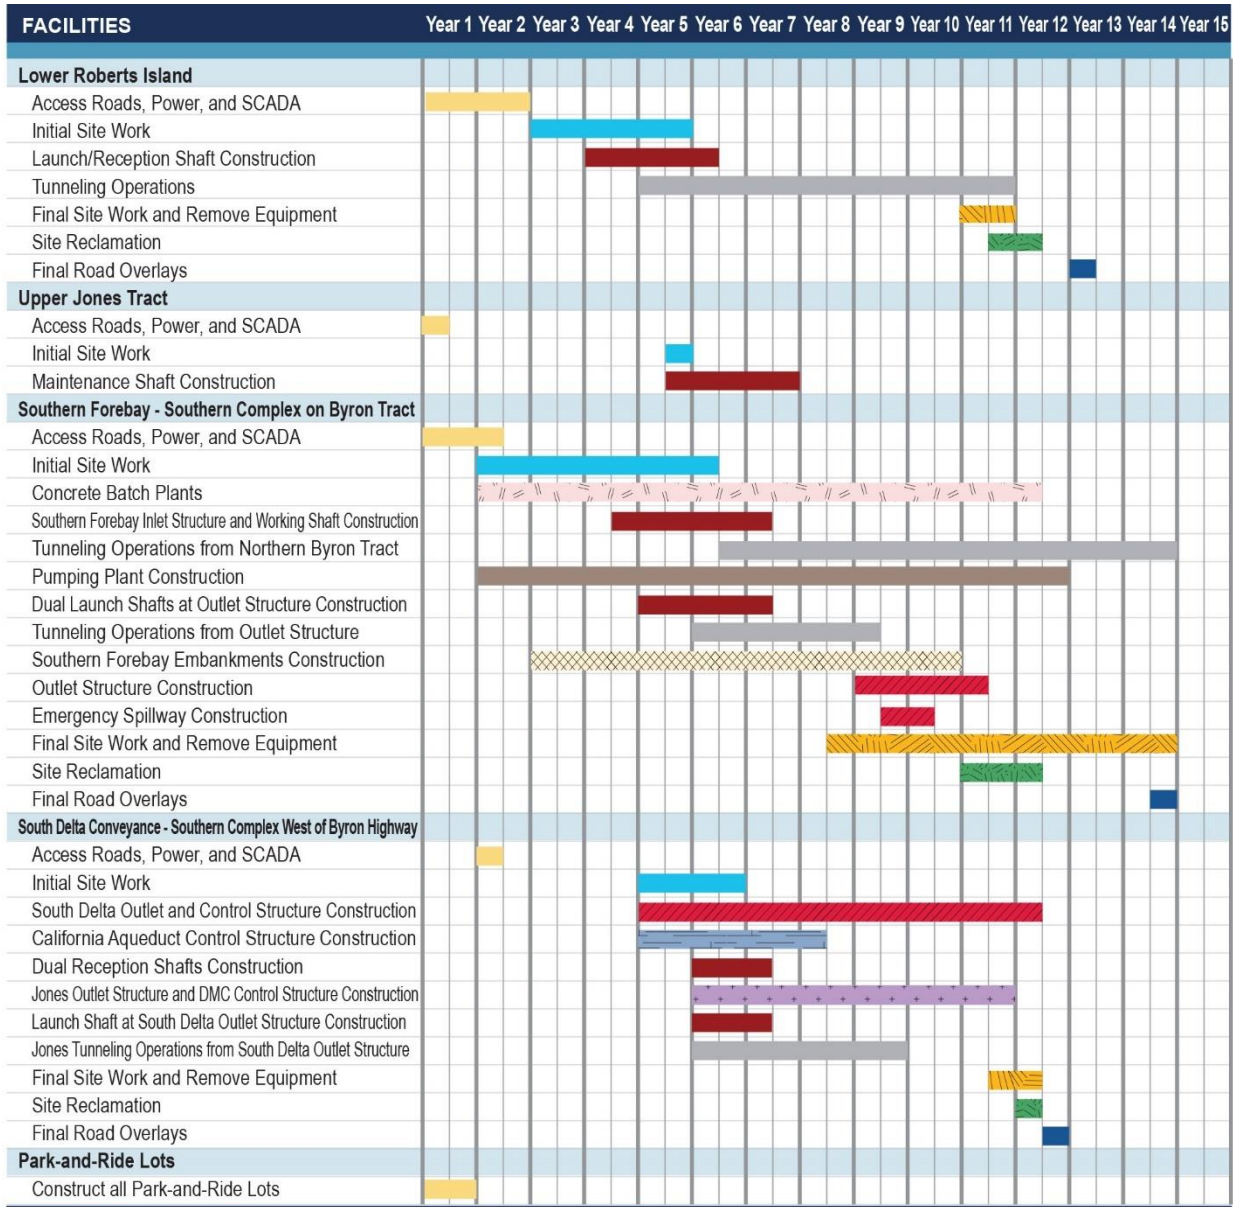 FACILITIES Year 1 Year 2 Year 3 Year 4 Year 5 Year 6 Year 7 Year 8 Year 9 Year 10 Year 11 Year 12 Year 13 Year 14 Year 15
Lower Roberts Island
Access Roads, Power, and SCADA
Initial Site Work
Launch/Reception Shaft Construction
Tunneling Operations
Final Site Work and Remove Equipment
Site Reclamation
Final Road Overlays
Upper Jones Tract
Access Roads, Power, and SCADA
Initial Site Work
Maintenance Shaft Construction
Southern Forebay - Southern Complex on Byron Tract
Access Roads, Power, and SCADA
Initial Site Work
Concrete Batch Plants
Southern Forebay Inlet Structure and Working Shaft Construction
Tunneling Operations from Northern Byron Tract
Pumping Plant Construction
Dual Launch Shafts at Outlet Structure Construction
Tunneling Operations from Outlet Structure
Southern Forebay Embankments Construction
Outlet Structure Construction
Emergency Spillway Construction
Final Site Work and Remove Equipment
Site Reclamation
Final Road Overlays
South Delta Conveyance - Southern Complex West of Byron Highway
Access Roads, Power, and SCADA
Initial Site Work
South Delta Outlet and Control Structure Construction
California Aqueduct Control Structure Construction
Dual Reception Shafts Construction
Jones Outlet Structure and DMC Control Structure Construction
Launch Shaft at South Delta Outlet Structure Construction
Jones Tunneling Operations from South Delta Outlet Structure
Final Site Work and Remove Equipment
Site Reclamation
Final Road Overlays
Park-and-Ride Lots
Construct all Park-and-Ride Lots